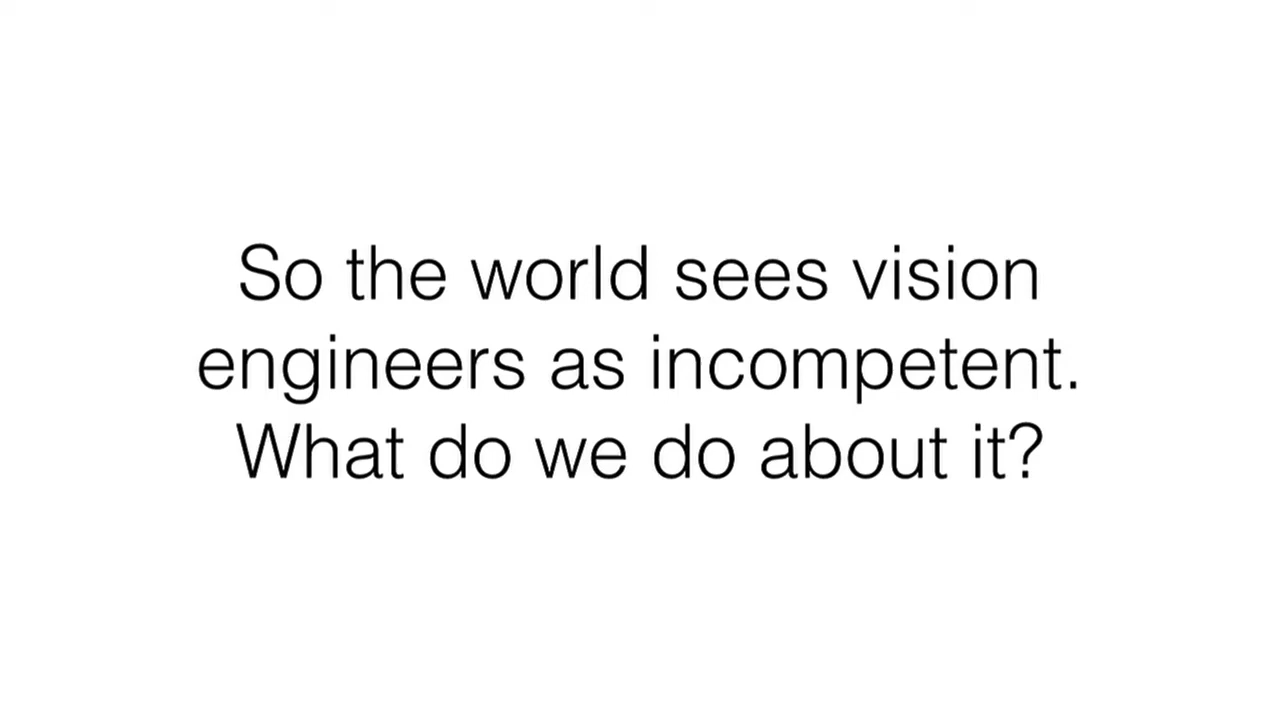 So the world sees vision
engineers as incompetent.
What do we do about it?